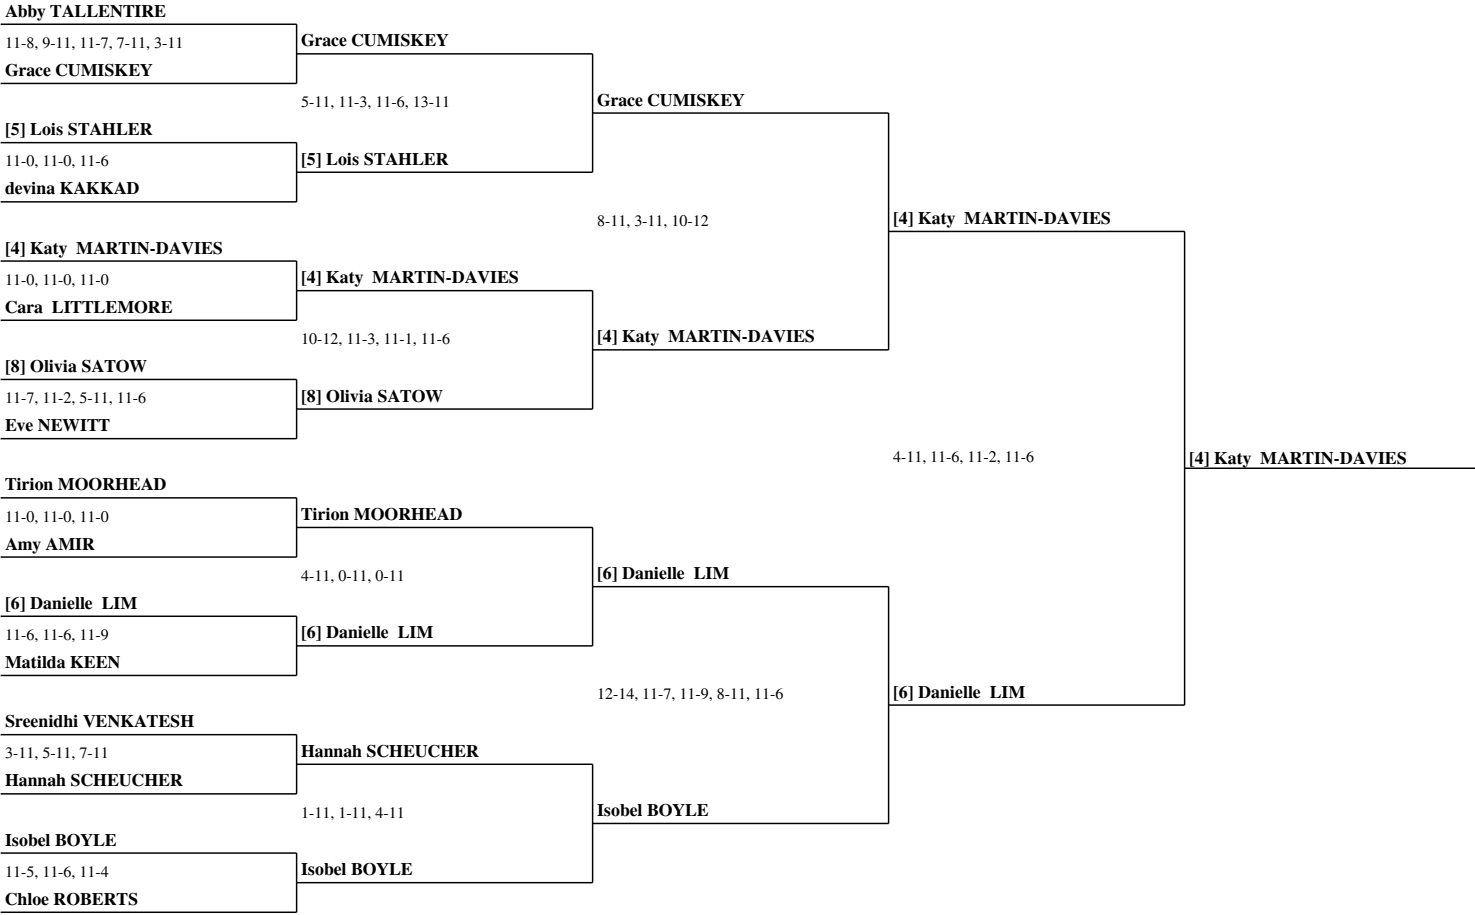 Abby TALLENTIRE
11-8, 9-11, 11-7, 7-11, 3-11
Grace CUMISKEY
[5] Lois STAHLER
11-0, 11-0, 11-6
devina KAKKAD
[4] Katy  MARTIN-DAVIES
11-0, 11-0, 11-0
Cara  LITTLEMORE
[8] Olivia SATOW
11-7, 11-2, 5-11, 11-6
Eve NEWITT
Tirion MOORHEAD
11-0, 11-0, 11-0
Amy AMIR
[6] Danielle  LIM
11-6, 11-6, 11-9
Matilda KEEN
Sreenidhi VENKATESH
3-11, 5-11, 7-11
Hannah SCHEUCHER
Isobel BOYLE
11-5, 11-6, 11-4
Chloe ROBERTS
Grace CUMISKEY
5-11, 11-3, 11-6, 13-11
[5] Lois STAHLER
[4] Katy  MARTIN-DAVIES
10-12, 11-3, 11-1, 11-6
[8] Olivia SATOW
Tirion MOORHEAD
4-11, 0-11, 0-11
[6] Danielle  LIM
Hannah SCHEUCHER
1-11, 1-11, 4-11
Isobel BOYLE
Grace CUMISKEY
8-11, 3-11, 10-12
[4] Katy  MARTIN-DAVIES
[6] Danielle  LIM
12-14, 11-7, 11-9, 8-11, 11-6
Isobel BOYLE
[4] Katy  MARTIN-DAVIES
4-11, 11-6, 11-2, 11-6
[6] Danielle  LIM
[4] Katy  MARTIN-DAVIES